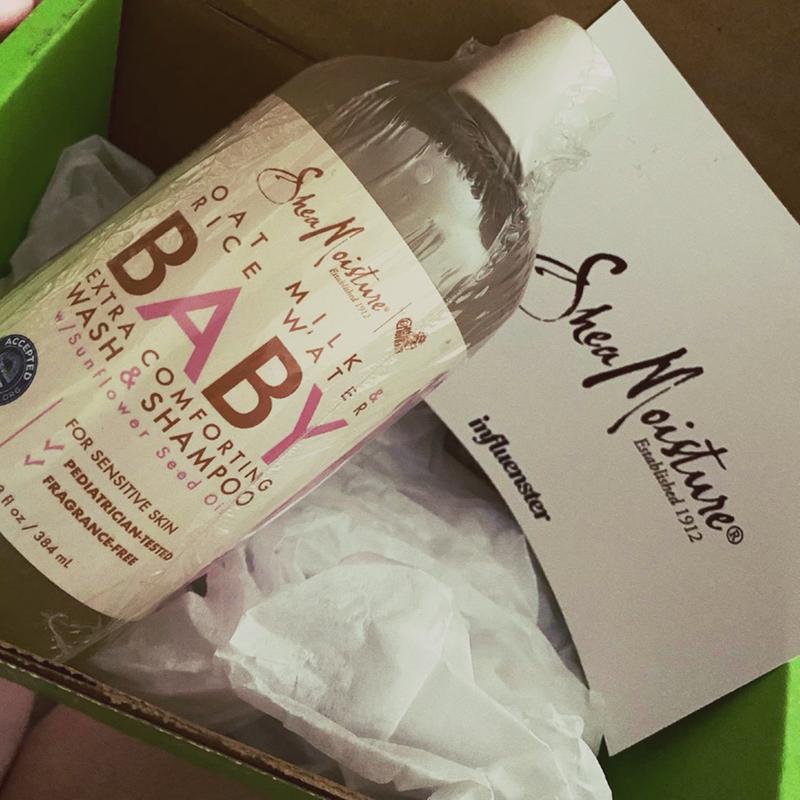 SheaMoisture®
Established 1912
OAT MILK &
RICE WATER
BABY
EXTRA COMFORTING
WASH & SHAMPOO
w/Sunflower Seed Oil
FOR SENSITIVE SKIN
PEDIATRICIAN-TESTED
FRAGRANCE-FREE
fl oz / 384 mL
ACCEPTED
ORG
SheaMoisture®
Established 1912
influenster